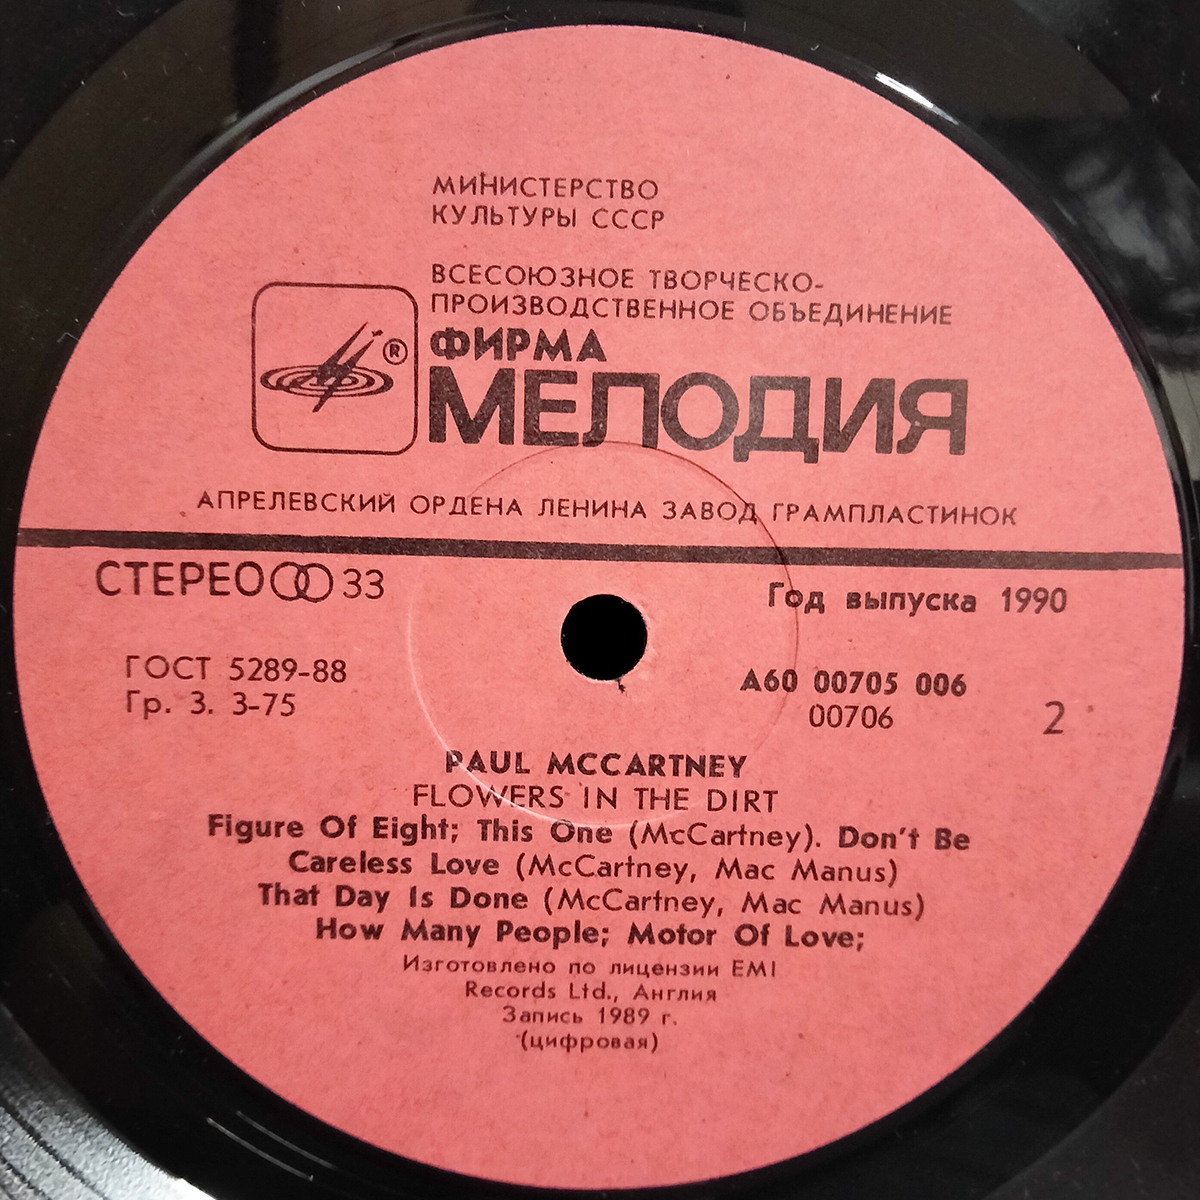 МИНИСТЕРСТВО
КУЛЬТУРЫ СССР
ВСЕСОЮЗНОЕ ТВОРЧЕСКО-
ПРОИЗВОДСТВЕННОЕ ОБЪЕДИНЕНИЕ
®
ФИРМА
МЕЛОДИЯ
АПРЕЛЕВСКИЙ ОРДЕНА ЛЕНИНА ЗАВОД ГРАМПЛАСТИНОК
СТЕРЕО 33
Год выпуска 1990
ГОСТ 5289-88
Гр. 3. 3-75
А60 00705 006
00706
2
PAUL MCCARTNEY
FLOWERS IN THE DIRT
Figure Of Eight; This One (McCartney). Don't Be
Careless Love (McCartney, Mac Manus)
That Day Is Done (McCartney, Mac Manus)
How Many People; Motor Of Love;
Изготовлено по лицензии EMI
Records Ltd., Англия
Запись 1989 г.
(цифровая)